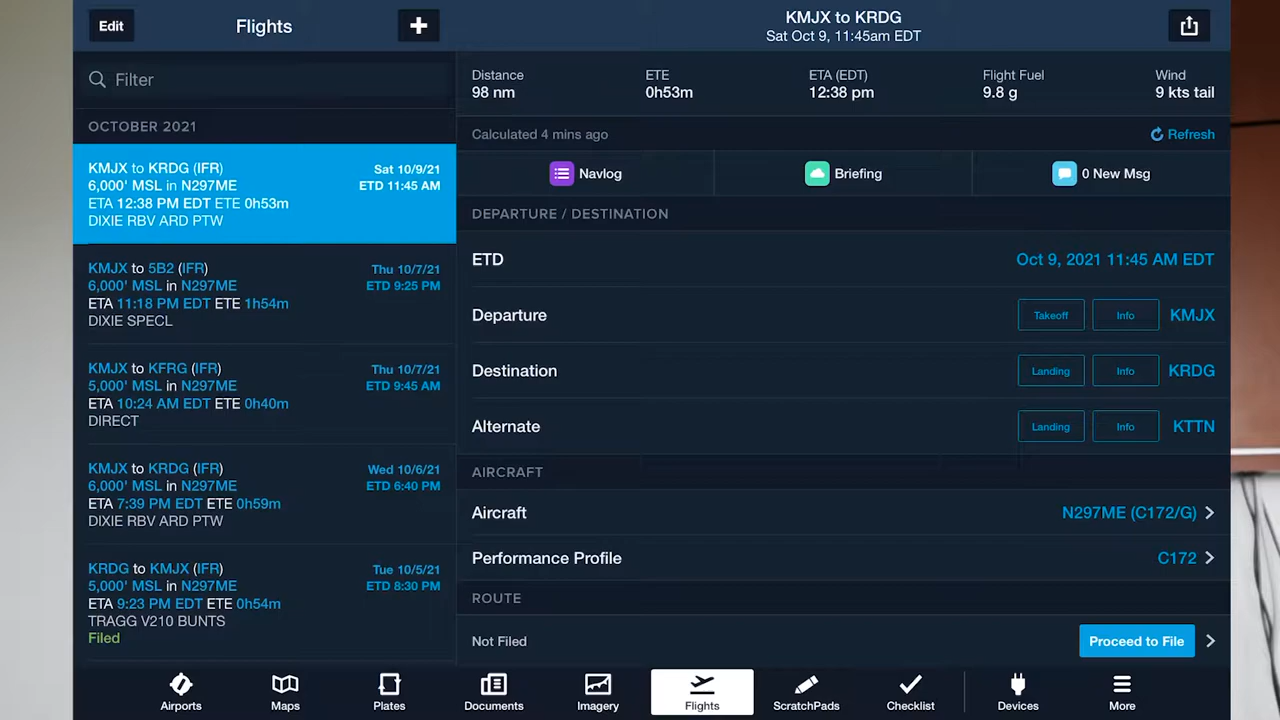 Edit
Flights
+
KMJX to KRDG
Sat Oct 9, 11:45am EDT
Filter
OCTOBER 2021
KMJX to KRDG (IFR)
Sat 10/9/21
6,000' MSL in N297ME
ETD 11:45 AM
ETA 12:38 PM EDT ETE 0h53m
DIXIE RBV ARD PTW
KMJX to 5B2 (IFR)
Thu 10/7/21
6,000' MSL in N297ME
ETD 9:25 PM
ETA 11:18 PM EDT ETE 1h54m
DIXIE SPECL
KMJX to KFRG (IFR)
Thu 10/7/21
5,000' MSL in N297ME
ETD 9:45 AM
ETA 10:24 AM EDT ETE 0h40m
DIRECT
KMJX to KRDG (IFR)
Wed 10/6/21
6,000' MSL in N297ME
ETD 6:40 PM
ETA 7:39 PM EDT ETE 0h59m
DIXIE RBV ARD PTW
KRDG to KMJX (IFR)
Tue 10/5/21
5,000' MSL in N297ME
ETD 8:30 PM
ETA 9:23 PM EDT ETE 0h54m
TRAGG V210 BUNTS
Filed
Distance
98 nm
ETE
0h53m
ETA (EDT)
12:38 pm
Flight Fuel
9.8 g
Wind
9 kts tail
Calculated 4 mins ago
Refresh
Navlog
Briefing
0 New Msg
DEPARTURE / DESTINATION
ETD
Oct 9, 2021 11:45 AM EDT
Departure
Takeoff
Info
KMJX
Destination
Landing
Info
KRDG
Alternate
Landing
Info
KTTN
AIRCRAFT
Aircraft
N297ME (C172/G)
Performance Profile
C172
ROUTE
Not Filed
Proceed to File
Airports
Maps
Plates
Documents
Imagery
Flights
ScratchPads
Checklist
Devices
More